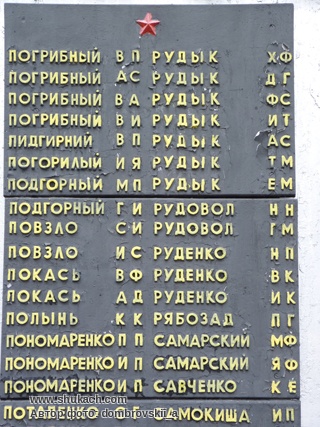 ПОГРИБНЫЙ В П РУДЫК Х Ф
ПОГРИБНЫЙ А С РУДЫК Д Г
ПОГРИБНЫЙ В А РУДЫК Ф С
ПОГРИБНЫЙ В И РУДЫК И Т
ПИДГИРНИЙ В П РУДЫК А С
ПОГОРИЛЫЙ И Я РУДЫК Т М
ПОДГОРНЫЙ М П РУДЫК Е М
ПОДГОРНЫЙ Г И РУДОВОЛ Н Н
ПОВЗЛО С И РУДОВОЛ Г М
ПОВЗЛО И С РУДЕНКО Н П
ПОКАСЬ В Ф РУДЕНКО В К
ПОКАСЬ А Д РУДЕНКО И К
ПОЛЫНЬ К К РЯБОЗАД П Г
ПОНОМАРЕНКО П П САМАРСКИЙ М Ф
ПОНОМАРЕНКО И П САМАРСКИЙ Я Ф
ПОНОМАРЕНКО И П САВЧЕНКО К Е
И П
www.shukach.com
Автор фото dombrovskii.a